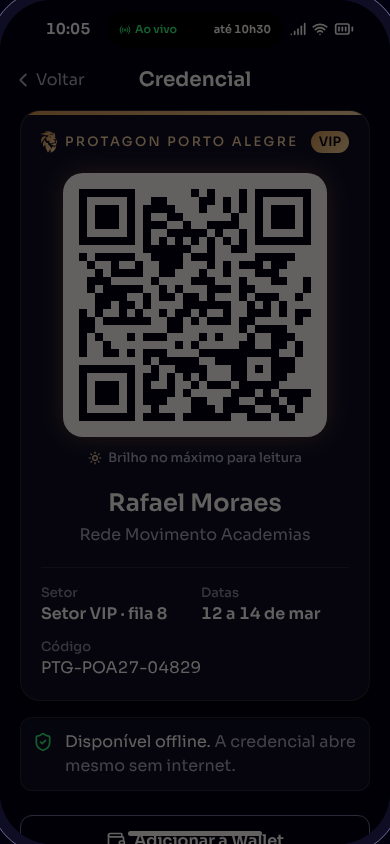 10:05
Ao vivo
até 10h30
Voltar
Credencial
PROTAGON PORTO ALEGRE
VIP
Brilho no máximo para leitura
Rafael Moraes
Rede Movimento Academias
Setor
Datas
Setor VIP · fila 8
12 a 14 de mar
Código
PTG-POA27-04829
Disponível offline. A credencial abre
mesmo sem internet.
Adicionar a Wallet